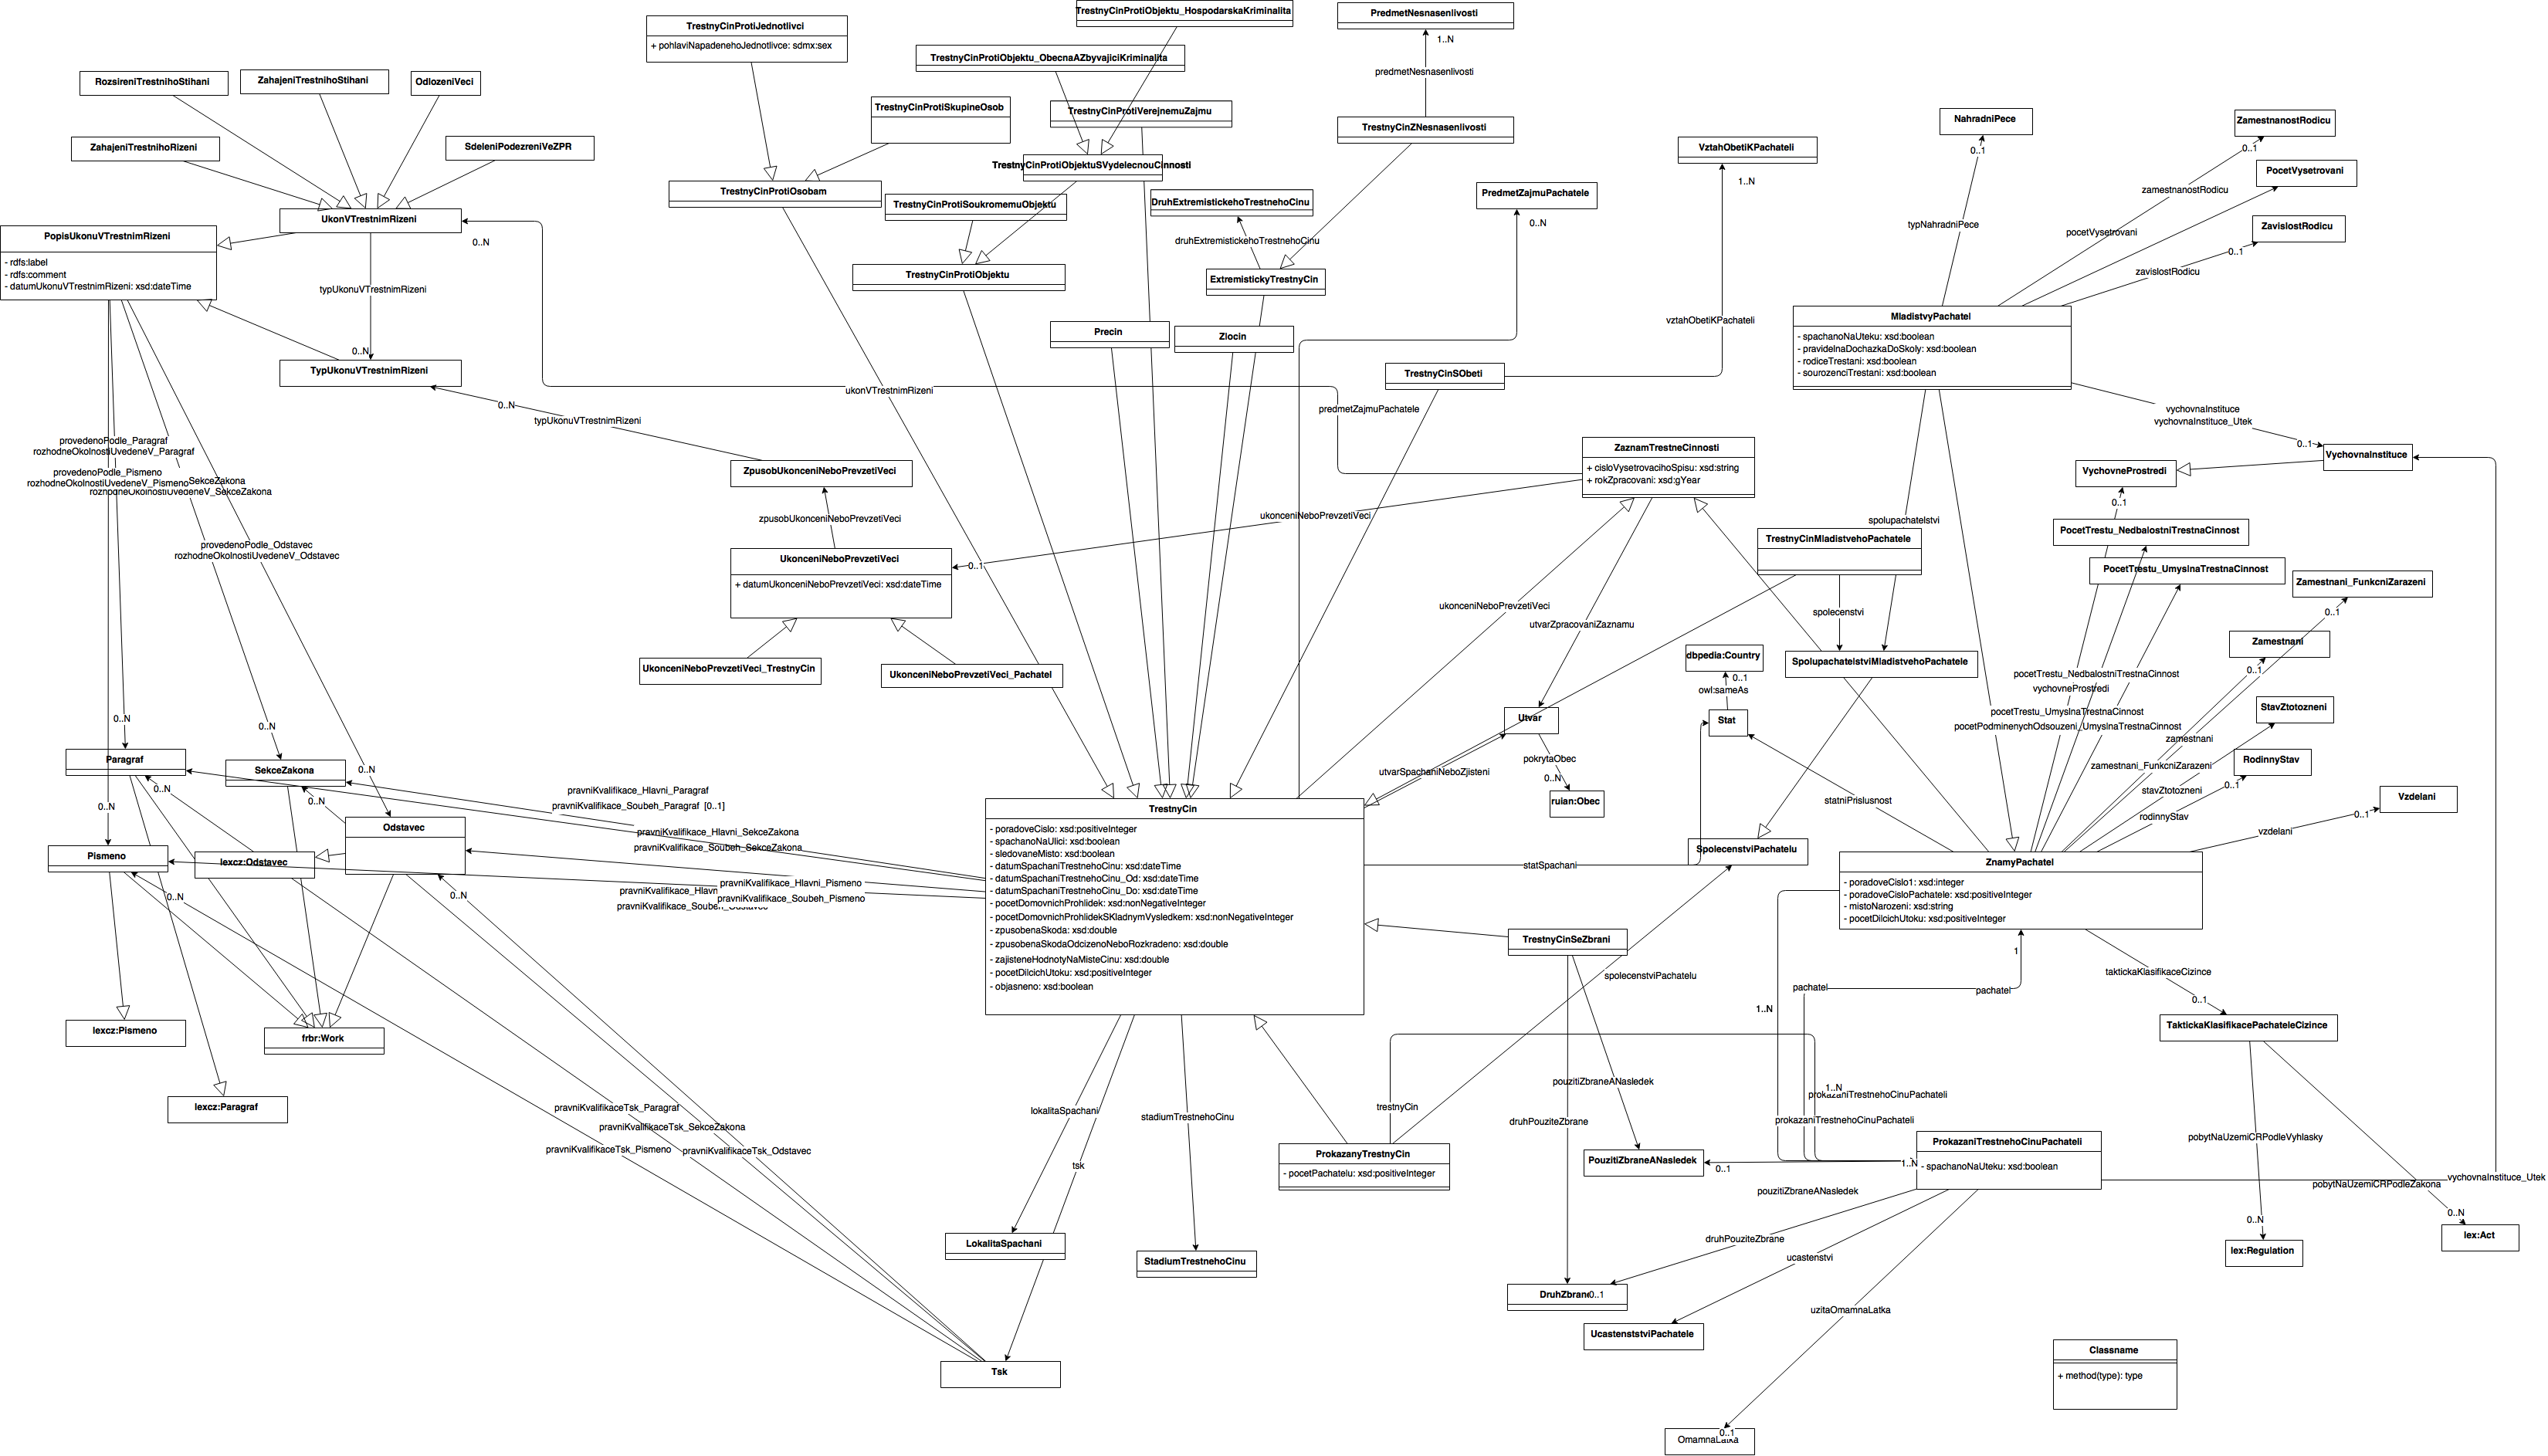 TrestnyCinProtiObjektu_HospodarskaKriminalita
PredmetNesnasenlivosti
TrestnyCinProtiJednotlivci
+ pohlaviNapadenehoJednotlivce: sdmx:sex
1..N
TrestnyCinProtiObjektu_ObecnaAZbyvajiciKriminalita
predmetNesnasenlivosti
RozsireniTrestnihoStihani
ZahajeniTrestnihoStihani
OdlozeniVeci
TrestnyCinProtiSkupineOsob
TrestnyCinProtiVerejnemuZajmu
TrestnyCinZNesnasenlivosti
NahradniPece
ZamestnanostRodicu
0..1
0..1
ZahajeniTrestnihoRizeni
SdeleniPodezreniVeZPR
VztahObetiKPachateli
TrestnyCinProtiObjektuSVydelecnouCinnosti
PocetVysetrovani
1..N
TrestnyCinProtiOsobam
PredmetZajmuPachatele
zamestnanostRodicu
TrestnyCinProtiSoukromemuObjektu
DruhExtremistickehoTrestnehoCinu
UkonVTrestnimRizeni
0..N
typNahradniPece
ZavislostRodicu
PopisUkonuVTrestnimRizeni
0..N
druhExtremistickehoTrestnehoCinu
pocetVysetrovani
0..1
- rdfs:label
- rdfs:comment
- datumUkonuVTrestnimRizeni: xsd:dateTime
TrestnyCinProtiObjektu
ExtremistickyTrestnyCin
zavislostRodicu
typUkonuVTrestnimRizeni
MladistvyPachatel
- spachanoNaUteku: xsd:boolean
- pravidelnaDochazkaDoSkoly: xsd:boolean
- rodiceTrestani: xsd:boolean
- sourozenciTrestani: xsd:boolean
vztahObetiKPachateli
Precin
Zlocin
0..N
TypUkonuVTrestnimRizeni
TrestnyCinSObeti
ukonVTrestnimRizeni
0..N
predmetZajmuPachatele
vychovnaInstituce
vychovnaInstituce_Utek
typUkonuVTrestnimRizeni
provedenoPodle_Paragraf
rozhodneOkolnostiUvedeneV_Paragraf
ZaznamTrestneCinnosti
+ cisloVysetrovacihoSpisu: xsd:string
+ rokZpracovani: xsd:gYear
0..1
VychovnaInstituce
provedenoPodle_Pismeno
rozhodneOkolnostiUvedeneV_Pismeno
SekceZakona
rozhodneOkolnostiUvedeneV_SekceZakona
ZpusobUkonceniNeboPrevzetiVeci
VychovneProstredi
0..1
zpusobUkonceniNeboPrevzetiVeci
ukonceniNeboPrevzetiVeci
spolupachatelstvi
PocetTrestu_NedbalostniTrestnaCinnost
provedenoPodle_Odstavec
rozhodneOkolnostiUvedeneV_Odstavec
TrestnyCinMladistvehoPachatele
UkonceniNeboPrevzetiVeci
+ datumUkonceniNeboPrevzetiVeci: xsd:dateTime
0..1
PocetTrestu_UmyslnaTrestnaCinnost
Zamestnani_FunkcniZarazeni
ukonceniNeboPrevzetiVeci
spolecenstvi
0..1
utvarZpracovaniZaznamu
Zamestnani
UkonceniNeboPrevzetiVeci_TrestnyCin
UkonceniNeboPrevzetiVeci_Pachatel
dbpedia:Country
SpolupachatelstviMladistvehoPachatele
0..1
0..1
owl:sameAs
pocetTrestu_NedbalostniTrestnaCinnost
vychovneProstredi
StavZtotozneni
0..N
0..N
Utvar
Stat
pocetTrestu_UmyslnaTrestnaCinnost
pocetPodminenychOdsouzeni_UmyslnaTrestnaCinnost
zamestnani
Paragraf
SekceZakona
0..N
pokrytaObec
utvarSpachaniNeboZjisteni
0..N
zamestnani_FunkcniZarazeni
RodinnyStav
0..1
0..N
0..N
0..N
pravniKvalifikace_Hlavni_Paragraf
pravniKvalifikace_Soubeh_Paragraf [0..1]
ruian:Obec
statniPrislusnost
stavZtotozneni
Vzdelani
TrestnyCin
- poradoveCislo: xsd:positiveInteger
- spachanoNaUlici: xsd:boolean
- sledovaneMisto: xsd:boolean
- datumSpachaniTrestnehoCinu: xsd:dateTime
- datumSpachaniTrestnehoCinu_Od: xsd:dateTime
- datumSpachaniTrestnehoCinu_Do: xsd:dateTime
- pocetDomovnichProhlidek: xsd:nonNegativeInteger
- pocetDomovnichProhlidekSKladnymVysledkem: xsd:nonNegativeInteger
- zpusobenaSkoda: xsd:double
- zpusobenaSkodaOdcizenoNeboRozkradeno: xsd:double
- zajisteneHodnotyNaMisteCinu: xsd:double
- pocetDilcichUtoku: xsd:positiveInteger
- objasneno: xsd:boolean
rodinnyStav
0..1
vzdelani
Odstavec
pravniKvalifikace_Hlavni_SekceZakona
pravniKvalifikace_Soubeh_SekceZakona
Pismeno
lexcz:Odstavec
SpolecenstviPachatelu
statSpachani
ZnamyPachatel
- poradoveCislo1: xsd:integer
- poradoveCisloPachatele: xsd:positiveInteger
- mistoNarozeni: xsd:string
- pocetDilcichUtoku: xsd:positiveInteger
pravniKvalifikace_Hlavni_Pismeno
pravniKvalifikace_Soubeh_Pismeno
0..N
0..N
TrestnyCinSeZbrani
1
spolecenstviPachatelu
taktickaKlasifikaceCizince
pachatel
pachatel
0..1
1..N
lexcz:Pismeno
frbr:Work
TaktickaKlasifikacePachateleCizince
pouzitiZbraneANasledek
1..N
prokazaniTrestnehoCinuPachateli
lexcz:Paragraf
pravniKvalifikaceTsk_Paragraf
lokalitaSpachani
stadiumTrestnehoCinu
trestnyCin
druhPouziteZbrane
prokazaniTrestnehoCinuPachateli
pravniKvalifikaceTsk_SekceZakona
pravniKvalifikaceTsk_Pismeno
pravniKvalifikaceTsk_Odstavec
pobytNaUzemiCRPodleVyhlasky
tsk
ProkazanyTrestnyCin
- pocetPachatelu: xsd:positiveInteger
PouzitiZbraneANasledek
0..1
1..N
ProkazaniTrestnehoCinuPachateli
- spachanoNaUteku: xsd:boolean
vychovnaInstituce_Utek
pobytNaUzemiCRPodleZakona
pouzitiZbraneANasledek
0..N
0..N
LokalitaSpachani
StadiumTrestnehoCinu
druhPouziteZbrane
ucastenstvi
lex:Regulation
lex:Act
DruhZbrane
0..1
uzitaOmamnaLatka
UcastenststviPachatele
Tsk
Classname
+ method(type): type
0..1
OmamnaLatka